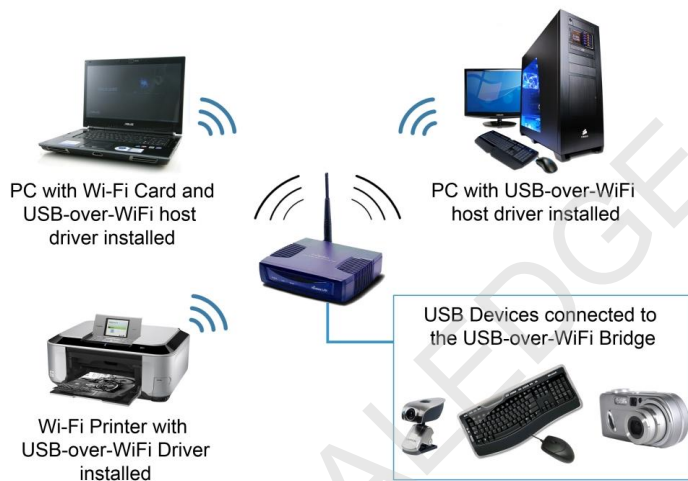 PC with Wi-Fi Card and
USB-over-WiFi host
driver installed
PC with USB-over-WiFi
host driver installed
USB Devices connected to
the USB-over-WiFi Bridge
Wi-Fi Printer with
USB-over-WiFi Driver
installed